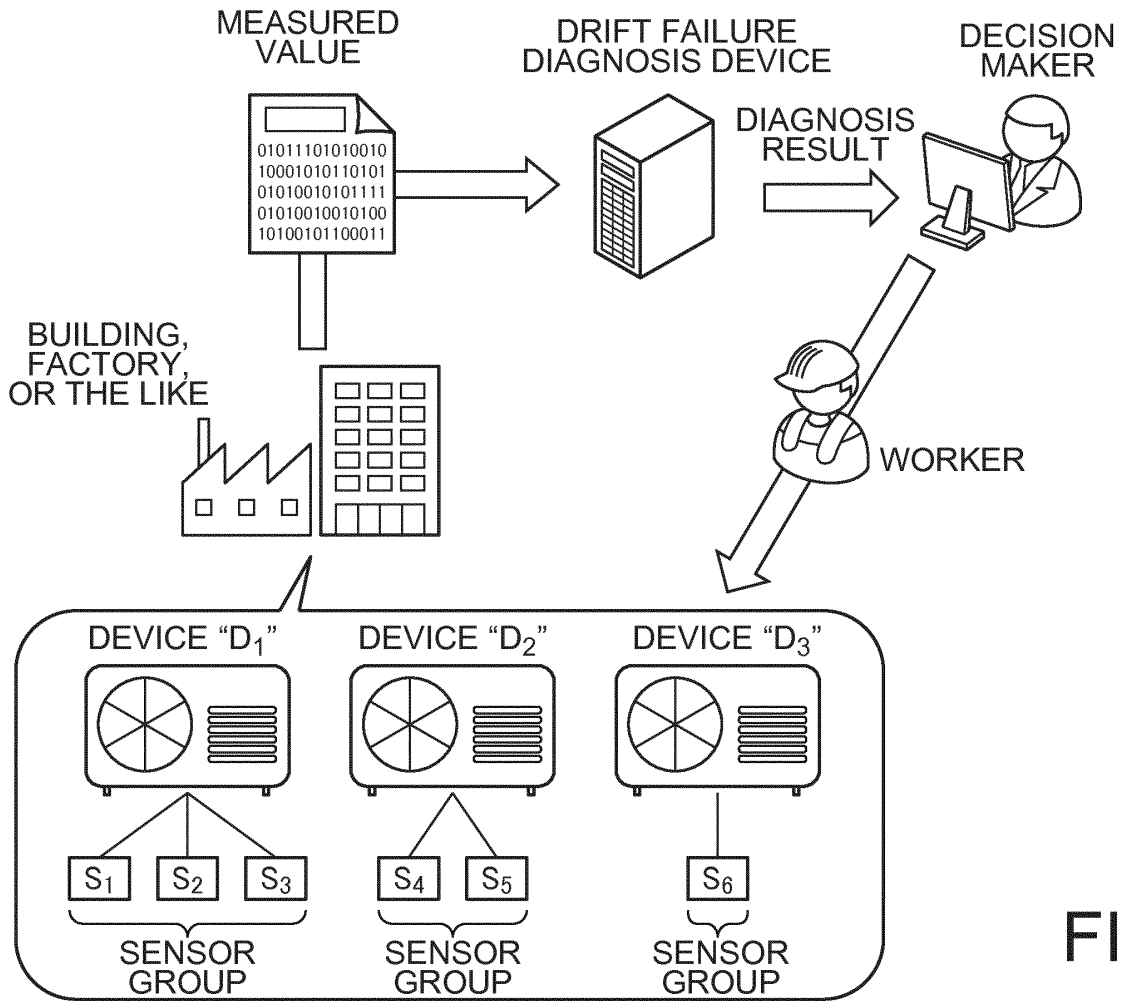 MEASURED
VALUE
DRIFT FAILURE
DIAGNOSIS DEVICE
DECISION
MAKER
01011101010010
10001010110101
01010010101111
01010010010100
10100101100011
DIAGNOSIS
RESULT
BUILDING,
FACTORY,
OR THE LIKE
WORKER
DEVICE “D₁”
DEVICE “D₂”
DEVICE “D₃”
S₁
S₂
S₃
S₄
S₅
S₆
SENSOR
GROUP
SENSOR
GROUP
SENSOR
GROUP
FI